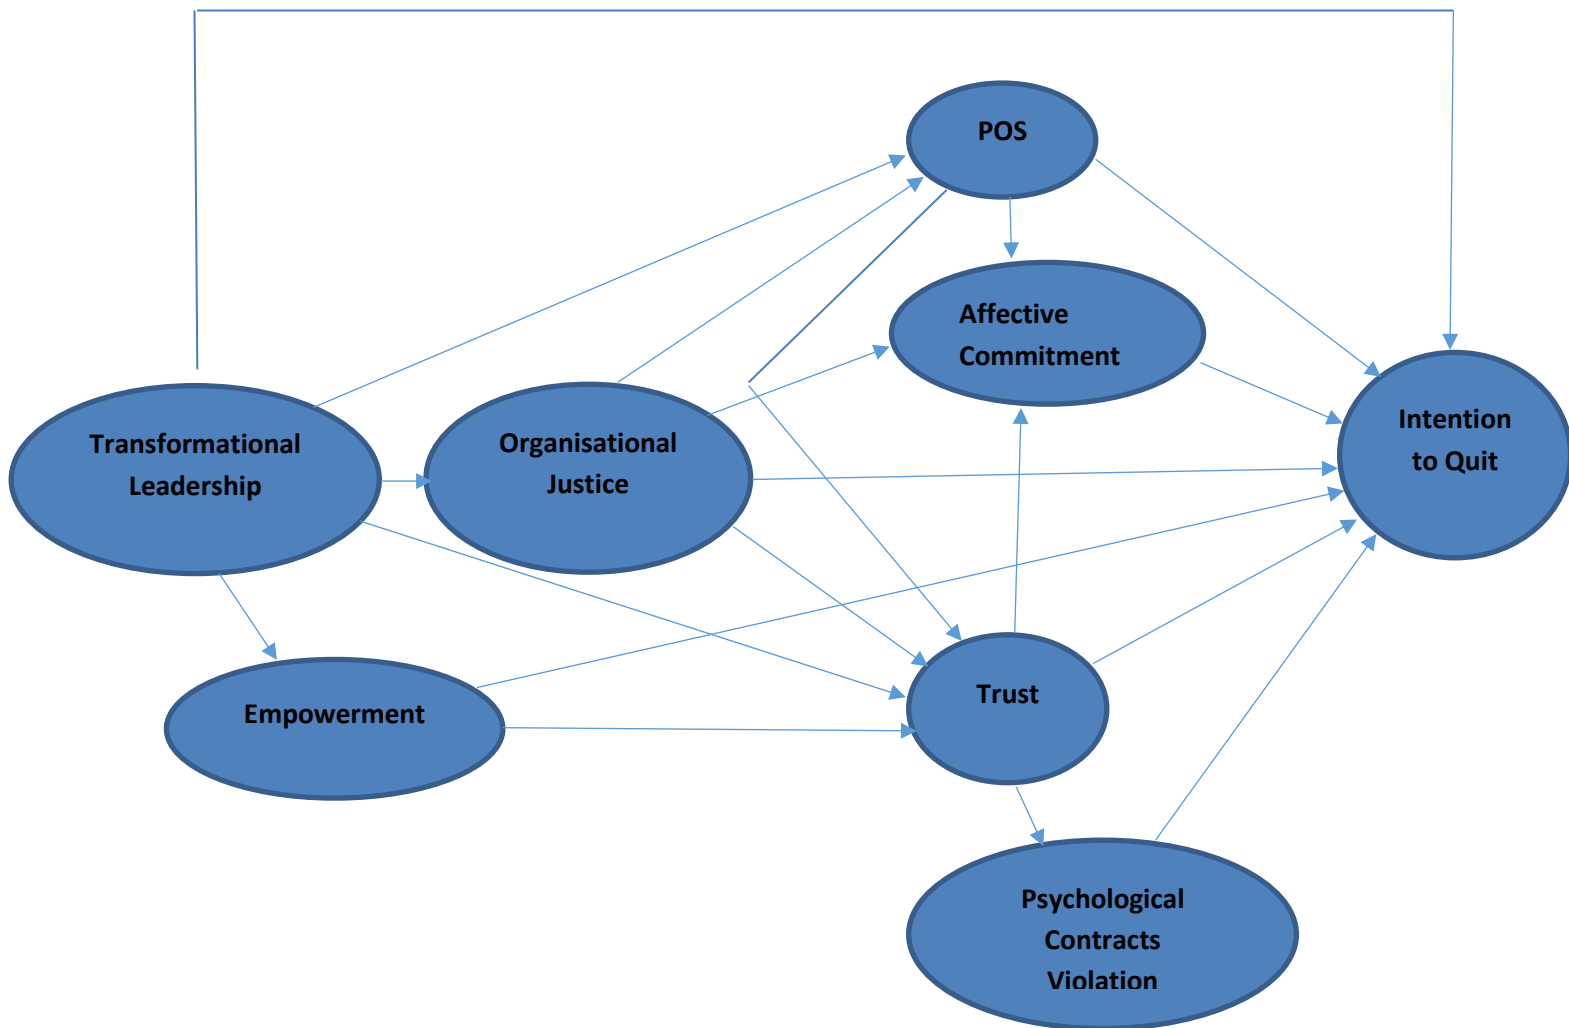 POS
Affective
Commitment
Transformational
Leadership
Organisational
Justice
Intention
to Quit
Empowerment
Trust
Psychological
Contracts
Violation